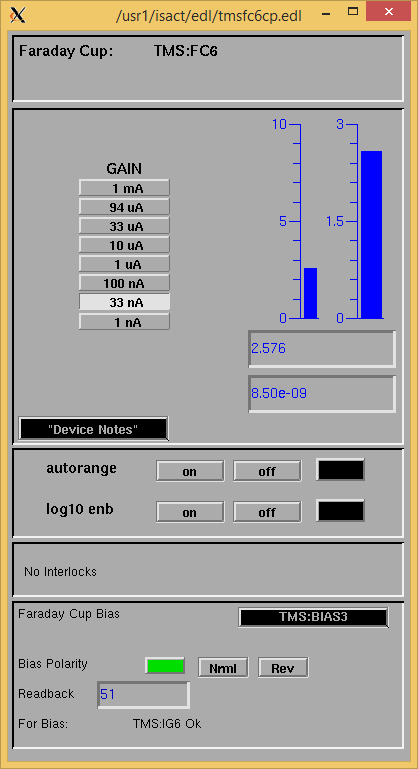 /usr1/isact/edl/tmsfc6cp.edl
Faraday Cup: TMS:FC6
GAIN
1 mA
94 uA
33 uA
10 uA
1 uA
100 nA
33 nA
1 nA
10
5
0
3
1.5
0
2.576
8.50e-09
"Device Notes"
autorange on off
log10 enb on off
No Interlocks
Faraday Cup Bias TMS:BIAS3
Bias Polarity Nrml Rev
Readback 51
For Bias: TMS:IG6 Ok